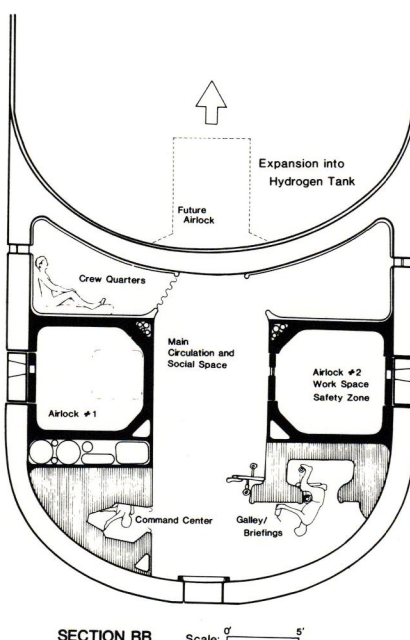 Expansion into
Hydrogen Tank
Future
Airlock
Crew Quarters
Main
Circulation and
Social Space
Airlock #1
Airlock #2
Work Space
Safety Zone
Command Center
Galley/
Briefings
SECTION BB
Scale: 0' 5'